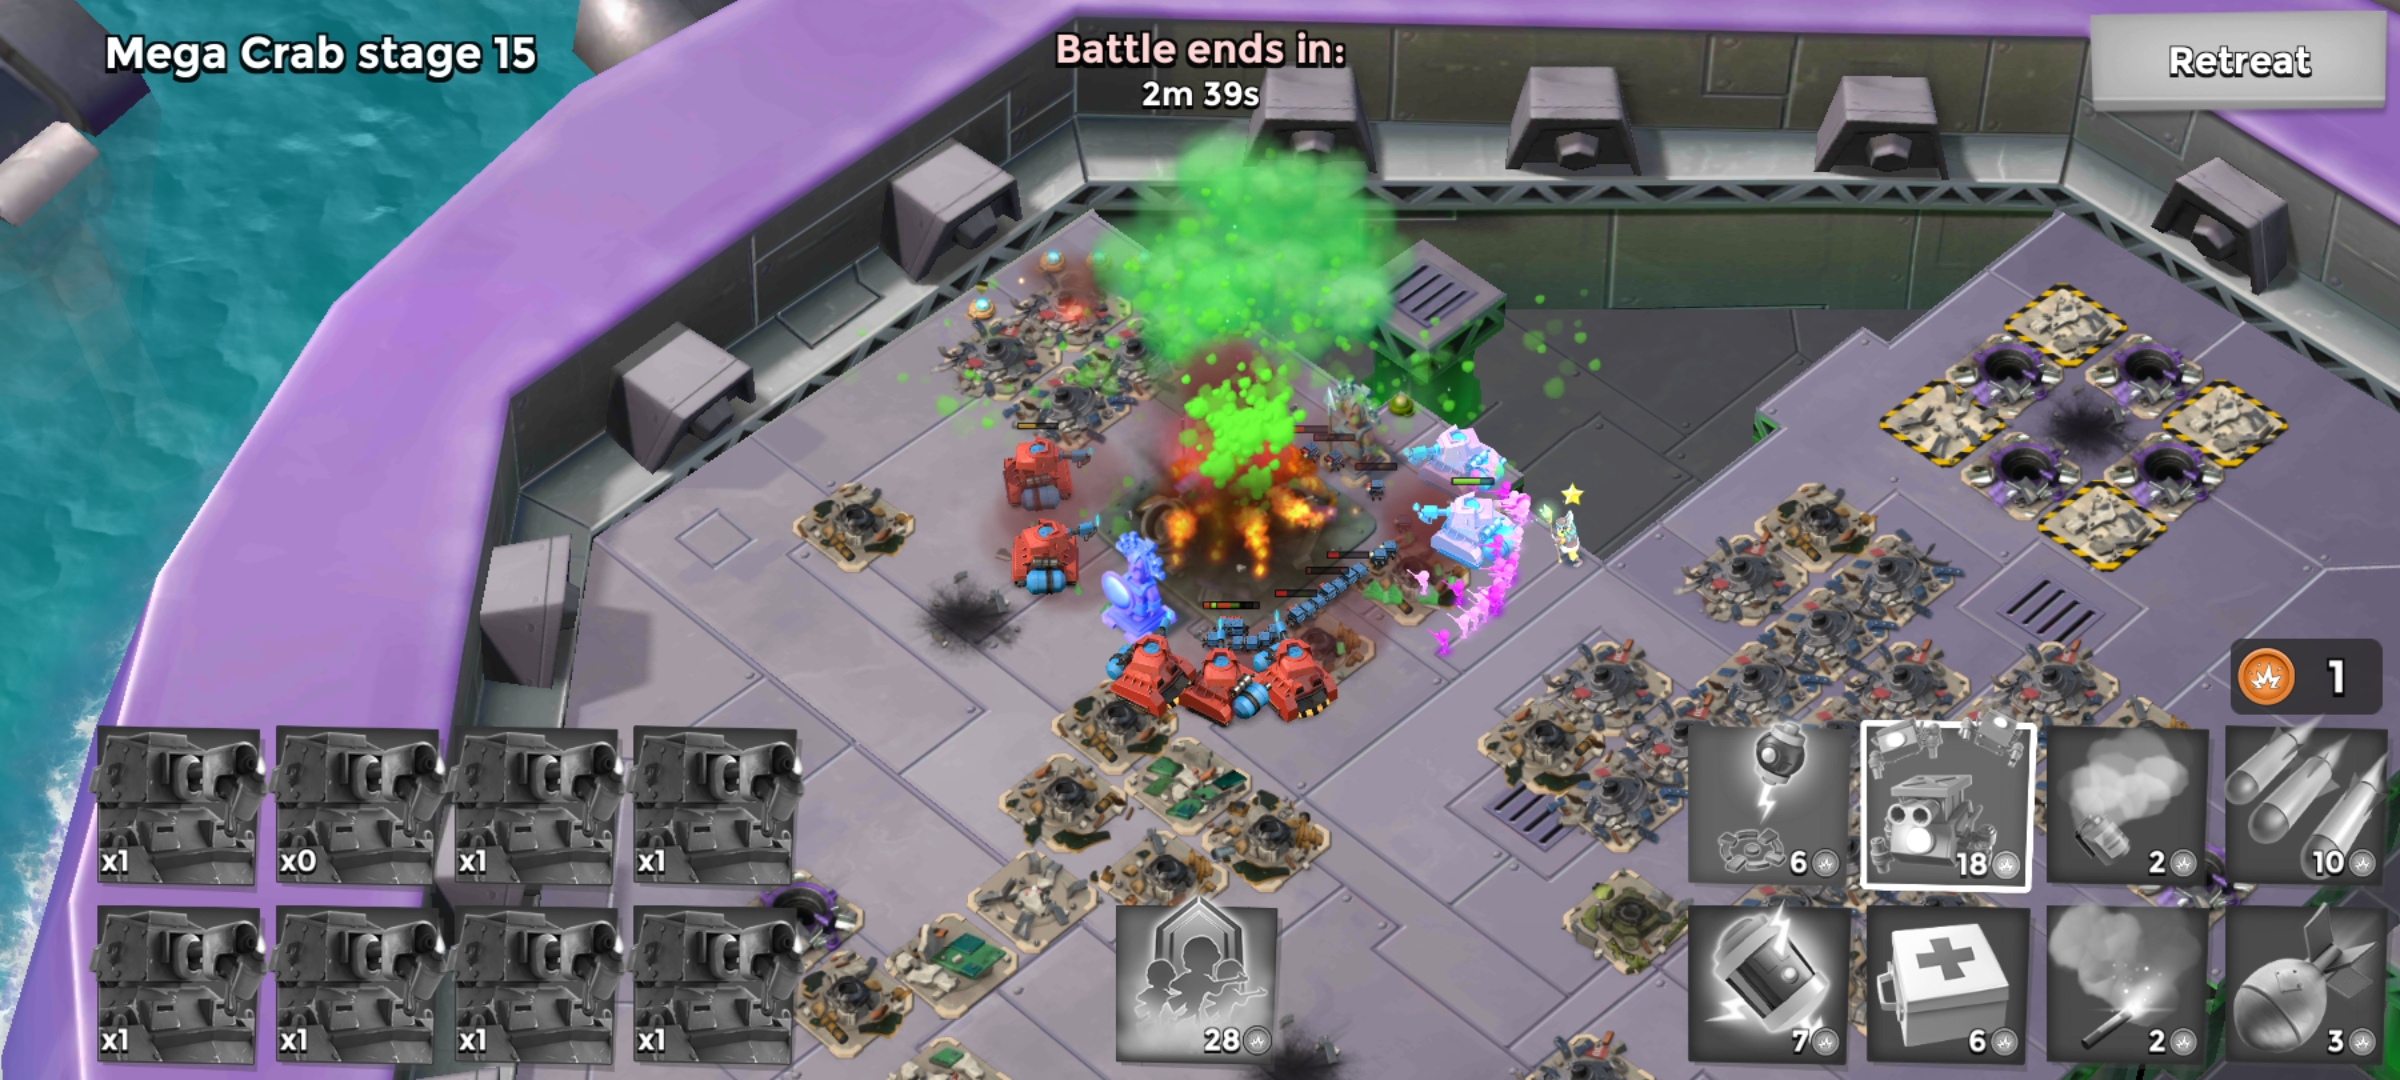 Mega Crab stage 15
Battle ends in:
2m 39s
Retreat
1
x1
x0
x1
x1
6
18
2
10
x1
x1
x1
x1
28
7
6
2
3